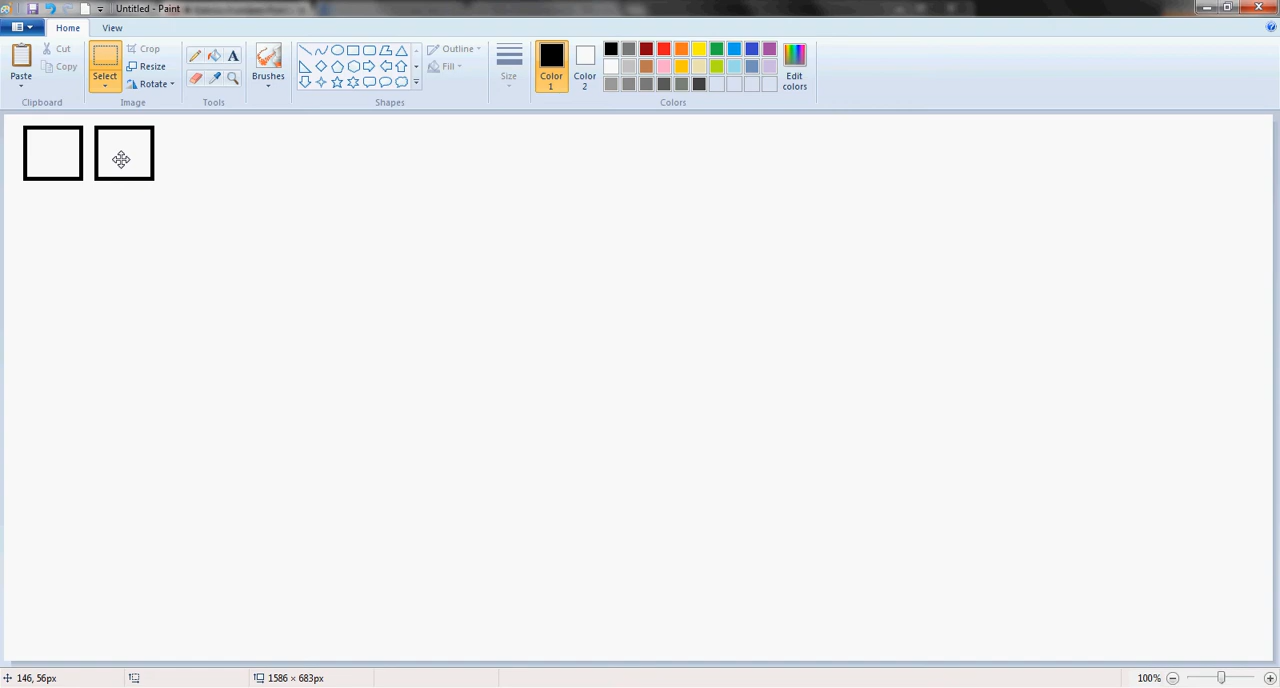 Untitled - Paint
Home
View
Paste
Cut
Copy
Clipboard
Select
Crop
Resize
Rotate
Image
A
Tools
Brushes
Shapes
Outline
Fill
Size
Color 1
Color 2
Edit colors
Colors
146, 56px
1586 × 683px
100%